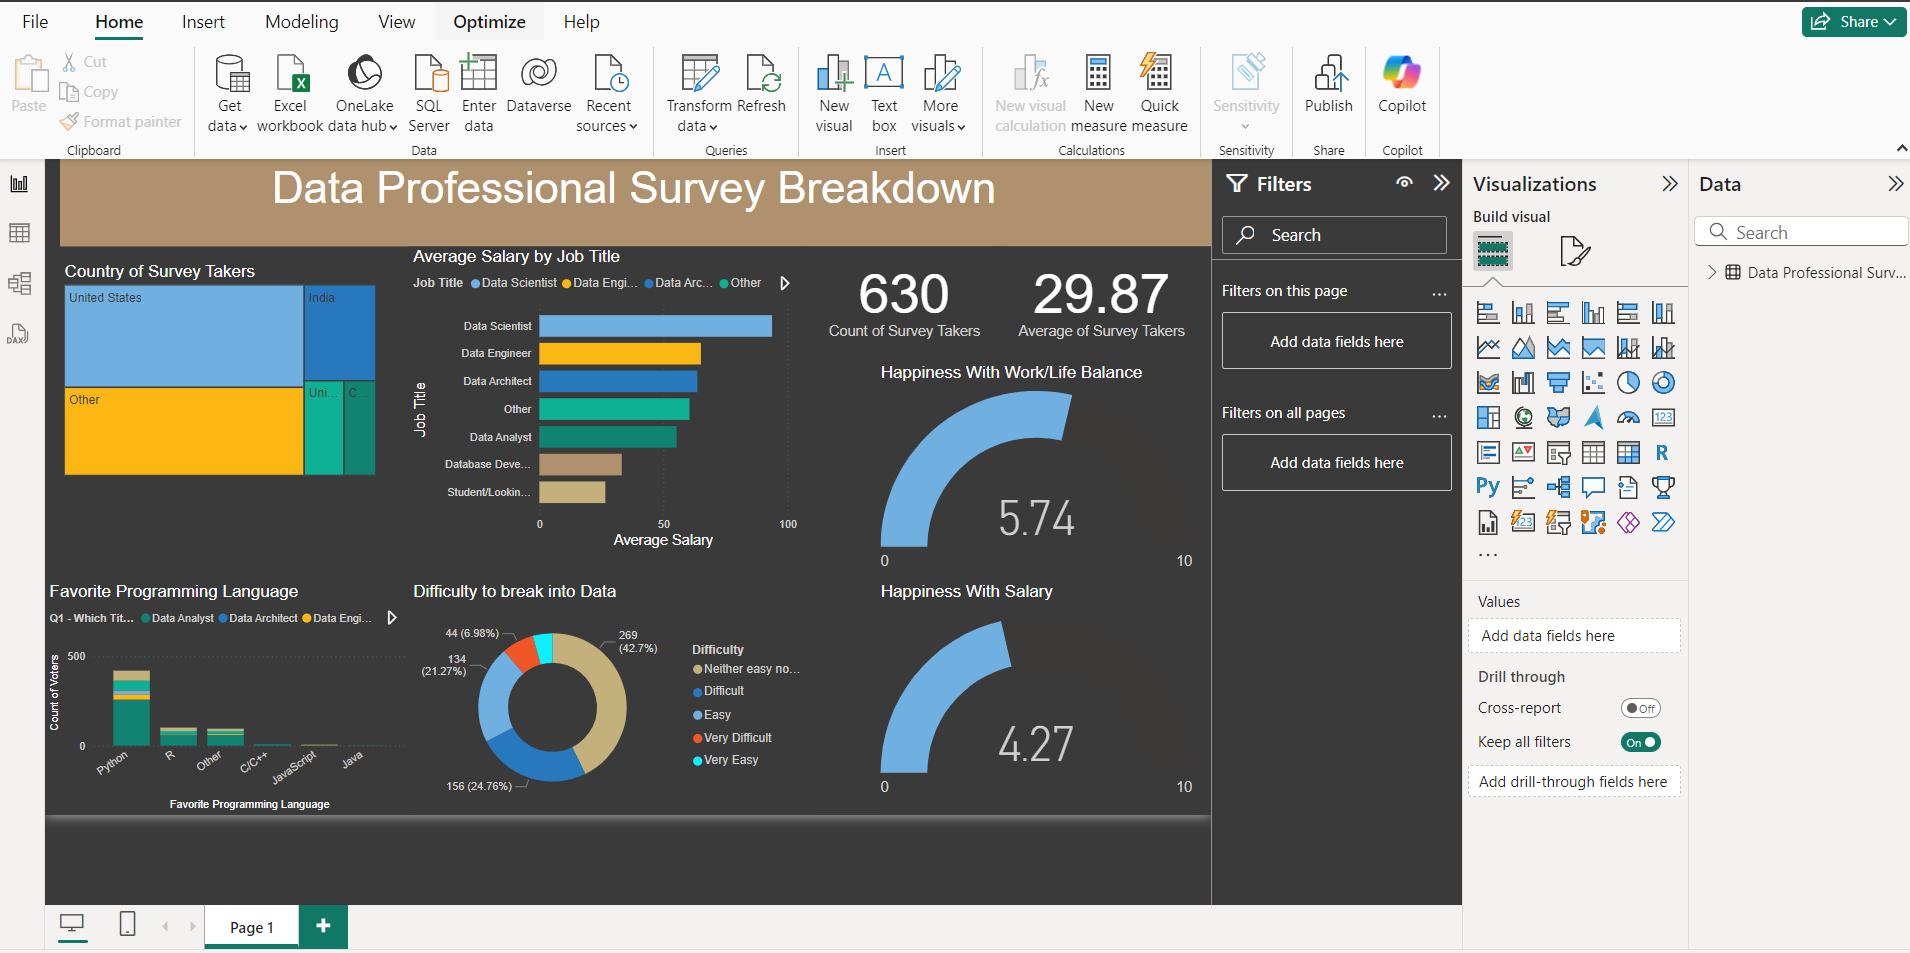 File Home Insert Modeling View Optimize Help
Share
Paste
Cut
Copy
Format painter
Clipboard
Get data
Excel workbook
OneLake data hub
SQL Server
Enter data
Dataverse
Recent sources
Data
Transform data
Refresh
Queries
New visual
Text box
More visuals
Insert
New visual calculation
New measure
Quick measure
Calculations
Sensitivity
Sensitivity
Publish
Share
Copilot
Copilot
DAX
Data Professional Survey Breakdown
Country of Survey Takers
United States
India
Other
Uni...
C...
Average Salary by Job Title
Job Title Data Scientist Data Engi... Data Arc... Other
Job Title
Data Scientist
Data Engineer
Data Architect
Other
Data Analyst
Database Deve...
Student/Lookin...
0 50 100
Average Salary
630
Count of Survey Takers
29.87
Average of Survey Takers
Happiness With Work/Life Balance
5.74
0 10
Favorite Programming Language
Q1 - Which Tit... Data Analyst Data Architect Data Engi...
Count of Voters
500
0
Python R Other C/C++ JavaScript Java
Favorite Programming Language
Difficulty to break into Data
44 (6.98%)
269
(42.7%)
134
(21.27%)
156 (24.76%)
Difficulty
Neither easy no...
Difficult
Easy
Very Difficult
Very Easy
Happiness With Salary
4.27
0 10
Filters
Search
Filters on this page ...
Add data fields here
Filters on all pages ...
Add data fields here
Visualizations
Build visual
123
R
Py
123
...
Values
Add data fields here
Drill through
Cross-report Off
Keep all filters On
Add drill-through fields here
Data
Search
Data Professional Surv...
Page 1